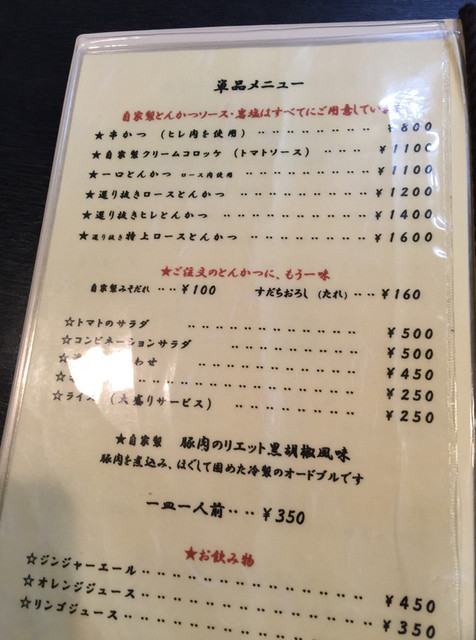 単品メニュー
自家製とんかつソース・岩塩はすべてにご用意してい
★串かつ (ヒレ肉を使用) ‥‥‥‥‥ ¥800
★自家製クリームコロッケ (トマトソース) ‥‥‥ ¥1100
★一口とんかつ ロース肉使用 ‥‥‥‥‥‥ ¥1100
★選り抜きロースとんかつ ‥‥‥‥‥‥‥ ¥1200
★選り抜きヒレとんかつ ‥‥‥‥‥‥‥ ¥1400
★選り抜き特上ロースとんかつ ‥‥‥‥‥‥ ¥1600
★ご注文のとんかつに、もう一味
自家製みそだれ ‥‥¥100 すだちおろし (たれ) ‥‥¥160
☆トマトのサラダ ‥‥‥‥‥‥‥‥ ¥500
☆コンビネーションサラダ ‥‥‥‥‥‥ ¥500
☆ わせ ‥‥‥‥‥‥‥ ¥450
☆ ‥‥‥‥‥‥‥‥ ¥250
☆ライス (大盛りサービス) ‥‥‥‥‥ ¥250
★自家製 豚肉のリエット黒胡椒風味
豚肉を煮込み、ほぐして固めた冷製のオードブルです
一皿一人前‥‥¥350
★お飲み物
☆ジンジャーエール ‥‥‥‥‥‥‥‥ ¥450
☆オレンジジュース ‥‥‥‥‥‥‥‥ ¥350
☆リンゴジュース ‥‥‥‥‥‥‥‥